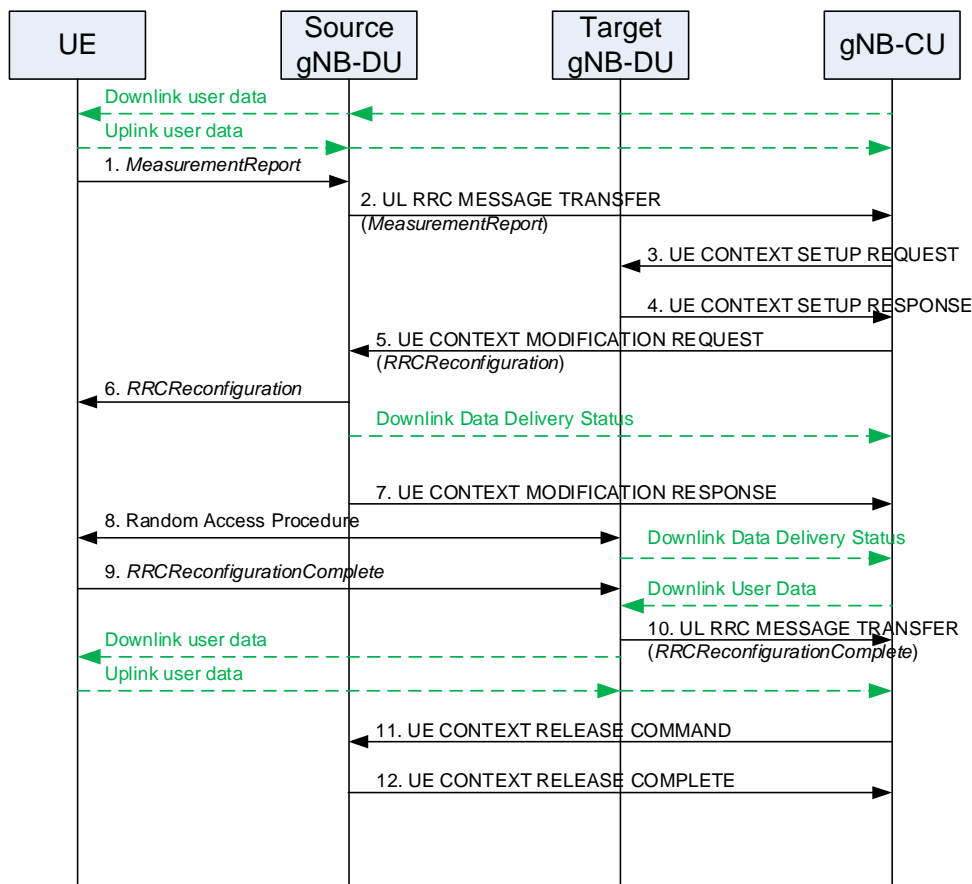 UE
Source
gNB-DU
Target
gNB-DU
gNB-CU
Downlink user data
Uplink user data
1. MeasurementReport
2. UL RRC MESSAGE TRANSFER
(MeasurementReport)
3. UE CONTEXT SETUP REQUEST
4. UE CONTEXT SETUP RESPONSE
5. UE CONTEXT MODIFICATION REQUEST
(RRCReconfiguration)
6. RRCReconfiguration
Downlink Data Delivery Status
7. UE CONTEXT MODIFICATION RESPONSE
8. Random Access Procedure
Downlink Data Delivery Status
9. RRCReconfigurationComplete
Downlink User Data
10. UL RRC MESSAGE TRANSFER
(RRCReconfigurationComplete)
Downlink user data
Uplink user data
11. UE CONTEXT RELEASE COMMAND
12. UE CONTEXT RELEASE COMPLETE